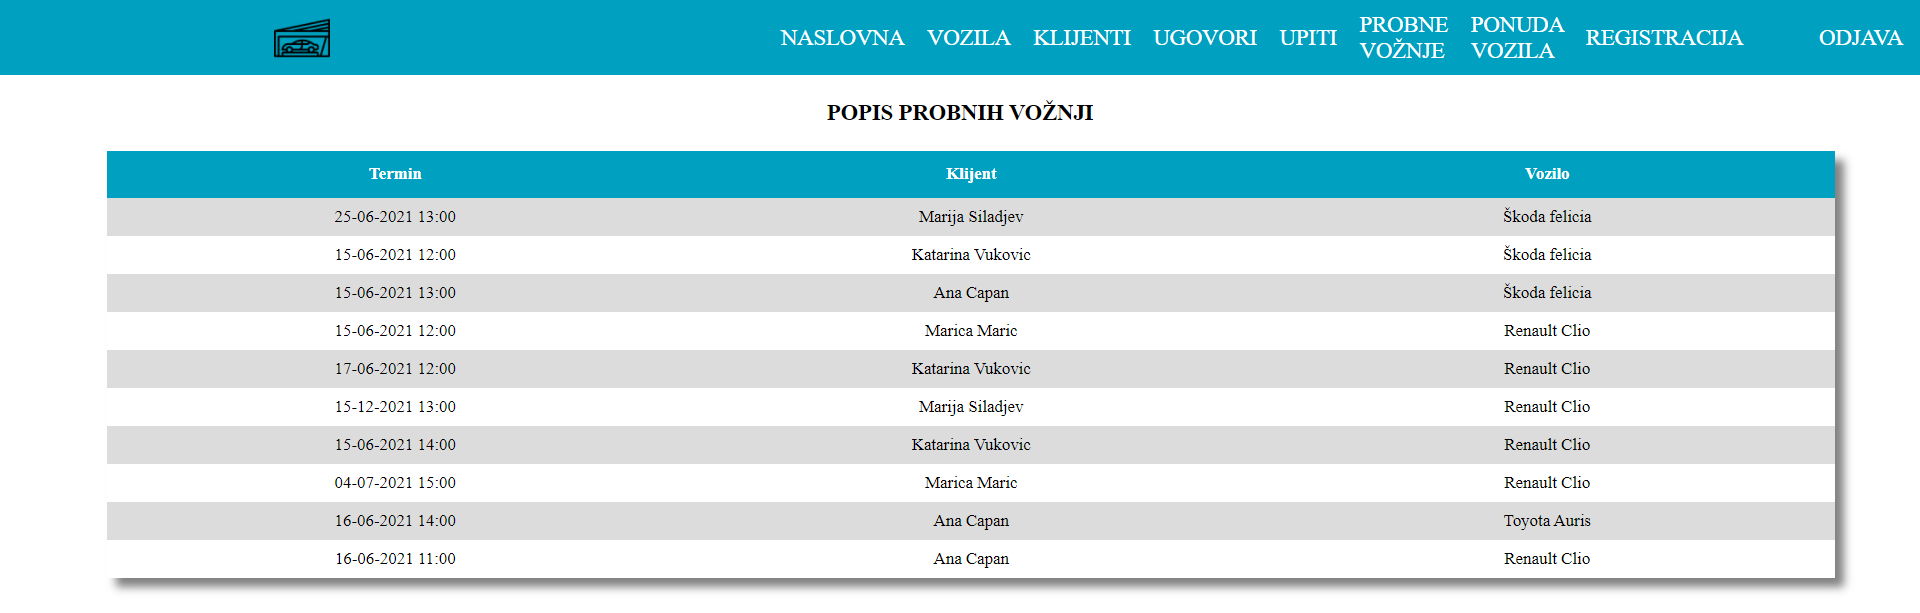 NASLOVNA VOZILA KLIJENTI UGOVORI UPITI PROBNE VOŽNJE PONUDA VOZILA REGISTRACIJA ODJAVA
POPIS PROBNIH VOŽNJI
Termin Klijent Vozilo
25-06-2021 13:00 Marija Siladjev Škoda felicia
15-06-2021 12:00 Katarina Vukovic Škoda felicia
15-06-2021 13:00 Ana Capan Škoda felicia
15-06-2021 12:00 Marica Maric Renault Clio
17-06-2021 12:00 Katarina Vukovic Renault Clio
15-12-2021 13:00 Marija Siladjev Renault Clio
15-06-2021 14:00 Katarina Vukovic Renault Clio
04-07-2021 15:00 Marica Maric Renault Clio
16-06-2021 14:00 Ana Capan Toyota Auris
16-06-2021 11:00 Ana Capan Renault Clio